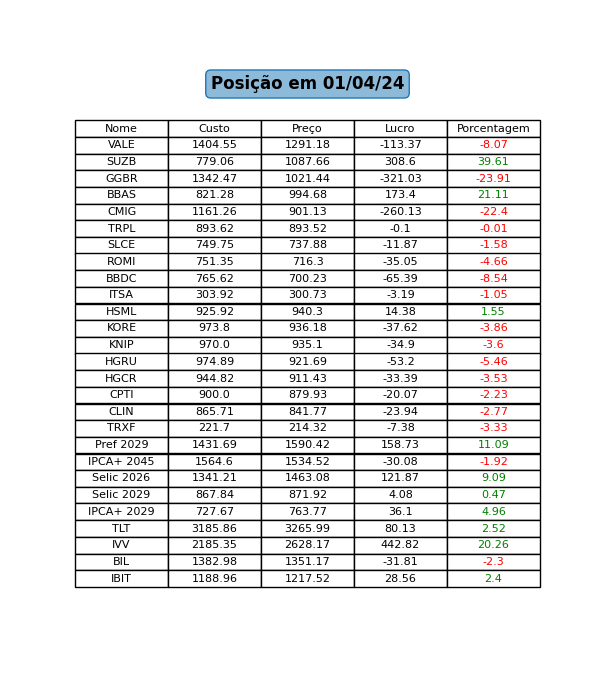 Posição em 01/04/24
Nome Custo Preço Lucro Porcentagem
VALE 1404.55 1291.18 -113.37 -8.07
SUZB 779.06 1087.66 308.6 39.61
GGBR 1342.47 1021.44 -321.03 -23.91
BBAS 821.28 994.68 173.4 21.11
CMIG 1161.26 901.13 -260.13 -22.4
TRPL 893.62 893.52 -0.1 -0.01
SLCE 749.75 737.88 -11.87 -1.58
ROMI 751.35 716.3 -35.05 -4.66
BBDC 765.62 700.23 -65.39 -8.54
ITSA 303.92 300.73 -3.19 -1.05
HSML 925.92 940.3 14.38 1.55
KORE 973.8 936.18 -37.62 -3.86
KNIP 970.0 935.1 -34.9 -3.6
HGRU 974.89 921.69 -53.2 -5.46
HGCR 944.82 911.43 -33.39 -3.53
CPTI 900.0 879.93 -20.07 -2.23
CLIN 865.71 841.77 -23.94 -2.77
TRXF 221.7 214.32 -7.38 -3.33
Pref 2029 1431.69 1590.42 158.73 11.09
IPCA+ 2045 1564.6 1534.52 -30.08 -1.92
Selic 2026 1341.21 1463.08 121.87 9.09
Selic 2029 867.84 871.92 4.08 0.47
IPCA+ 2029 727.67 763.77 36.1 4.96
TLT 3185.86 3265.99 80.13 2.52
IVV 2185.35 2628.17 442.82 20.26
BIL 1382.98 1351.17 -31.81 -2.3
IBIT 1188.96 1217.52 28.56 2.4